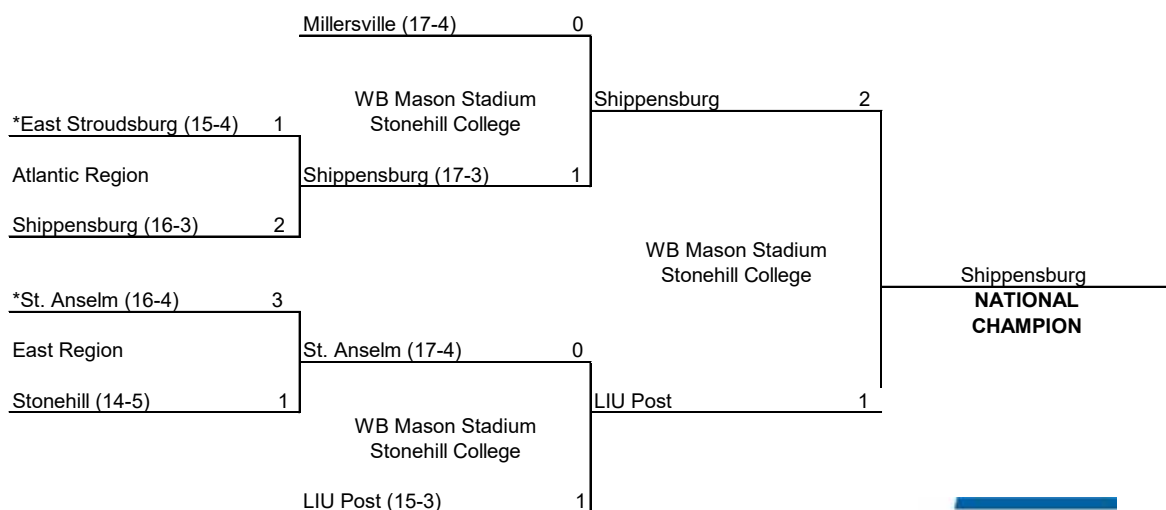 Millersville (17-4) 0
WB Mason Stadium
Stonehill College
Shippensburg 2
*East Stroudsburg (15-4) 1
Atlantic Region
Shippensburg (17-3) 1
Shippensburg (16-3) 2
WB Mason Stadium
Stonehill College
Shippensburg
NATIONAL
CHAMPION
*St. Anselm (16-4) 3
East Region
St. Anselm (17-4) 0
Stonehill (14-5) 1
LIU Post 1
WB Mason Stadium
Stonehill College
LIU Post (15-3) 1